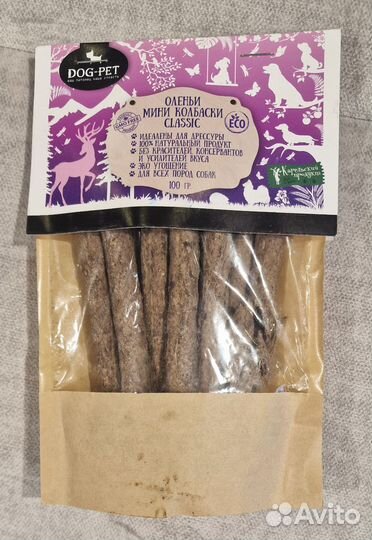 DOG-PET
ОЛЕНЬИ
МИНИ КОЛБАСКИ
CLASSIC
ECO
ИДЕАЛЕНЫ ДЛЯ ДРЕССУРЫ
100% НАТУРАЛЬНЫЙ ПРОДУКТ
БЕЗ КРАСИТЕЛЕЙ, КОНСЕРВАНТОВ
И УСИЛИТЕЛЕЙ ВКУСА
ЭКО УГОЩЕНИЕ
ДЛЯ ВСЕХ ПОРОД СОБАК
100 ГР.
Карельский
продукт
Avito